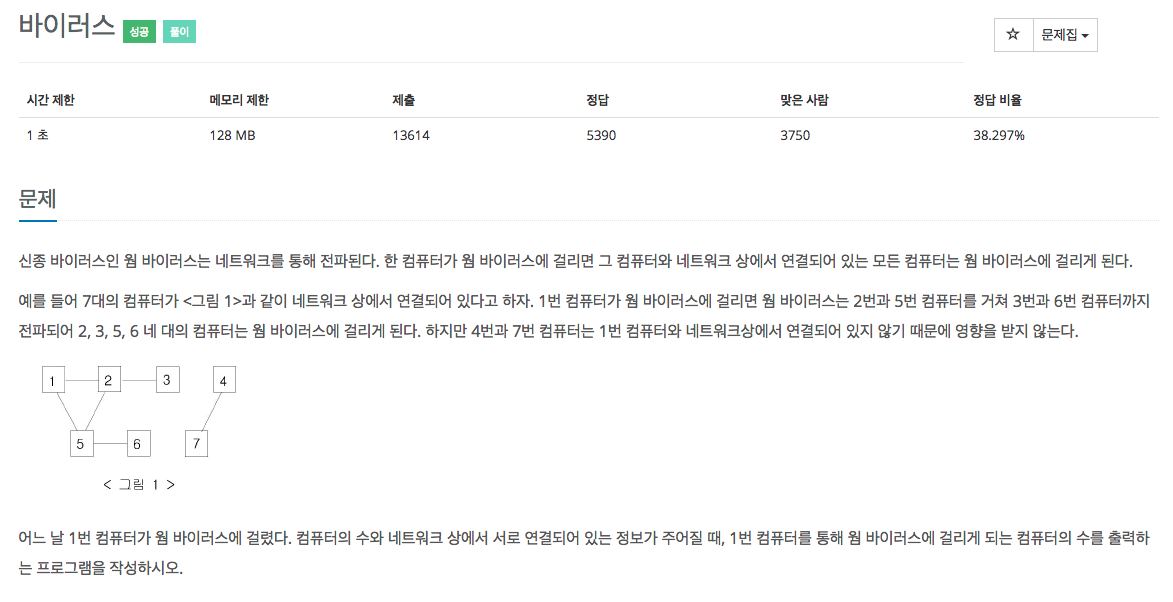 바이러스 성공 풀이
☆ 문제집
시간 제한 메모리 제한 제출 정답 맞은 사람 정답 비율
1 초 128 MB 13614 5390 3750 38.297%
문제
신종 바이러스인 웜 바이러스는 네트워크를 통해 전파된다. 한 컴퓨터가 웜 바이러스에 걸리면 그 컴퓨터와 네트워크 상에서 연결되어 있는 모든 컴퓨터는 웜 바이러스에 걸리게 된다.
예를 들어 7대의 컴퓨터가 <그림 1>과 같이 네트워크 상에서 연결되어 있다고 하자. 1번 컴퓨터가 웜 바이러스에 걸리면 웜 바이러스는 2번과 5번 컴퓨터를 거쳐 3번과 6번 컴퓨터까지
전파되어 2, 3, 5, 6 네 대의 컴퓨터는 웜 바이러스에 걸리게 된다. 하지만 4번과 7번 컴퓨터는 1번 컴퓨터와 네트워크상에서 연결되어 있지 않기 때문에 영향을 받지 않는다.
1 2 3 4
5 6 7
< 그림 1 >
어느 날 1번 컴퓨터가 웜 바이러스에 걸렸다. 컴퓨터의 수와 네트워크 상에서 서로 연결되어 있는 정보가 주어질 때, 1번 컴퓨터를 통해 웜 바이러스에 걸리게 되는 컴퓨터의 수를 출력하
는 프로그램을 작성하시오.